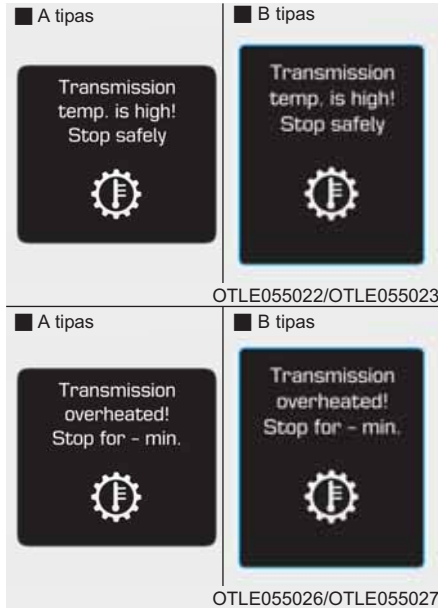 ■ A tipas
■ B tipas
Transmission
temp. is high!
Stop safely
Transmission
temp. is high!
Stop safely
OTLE055022/OTLE055023
■ A tipas
■ B tipas
Transmission
overheated!
Stop for - min.
Transmission
overheated!
Stop for - min.
OTLE055026/OTLE055027